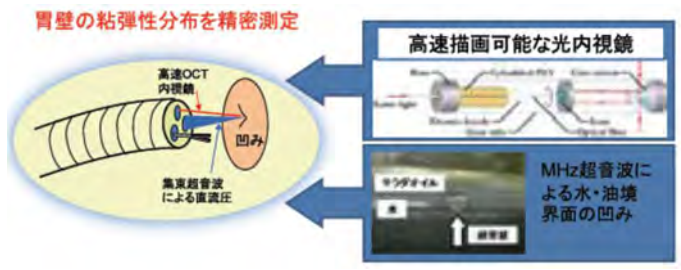 胃壁の粘弾性分布を精密測定
高速OCT
内視鏡
凹み
集束超音波
による直流圧
高速描画可能な光内視鏡
サラダオイル
水
超音波
MHz超音波に
よる水・油境
界面の凹み